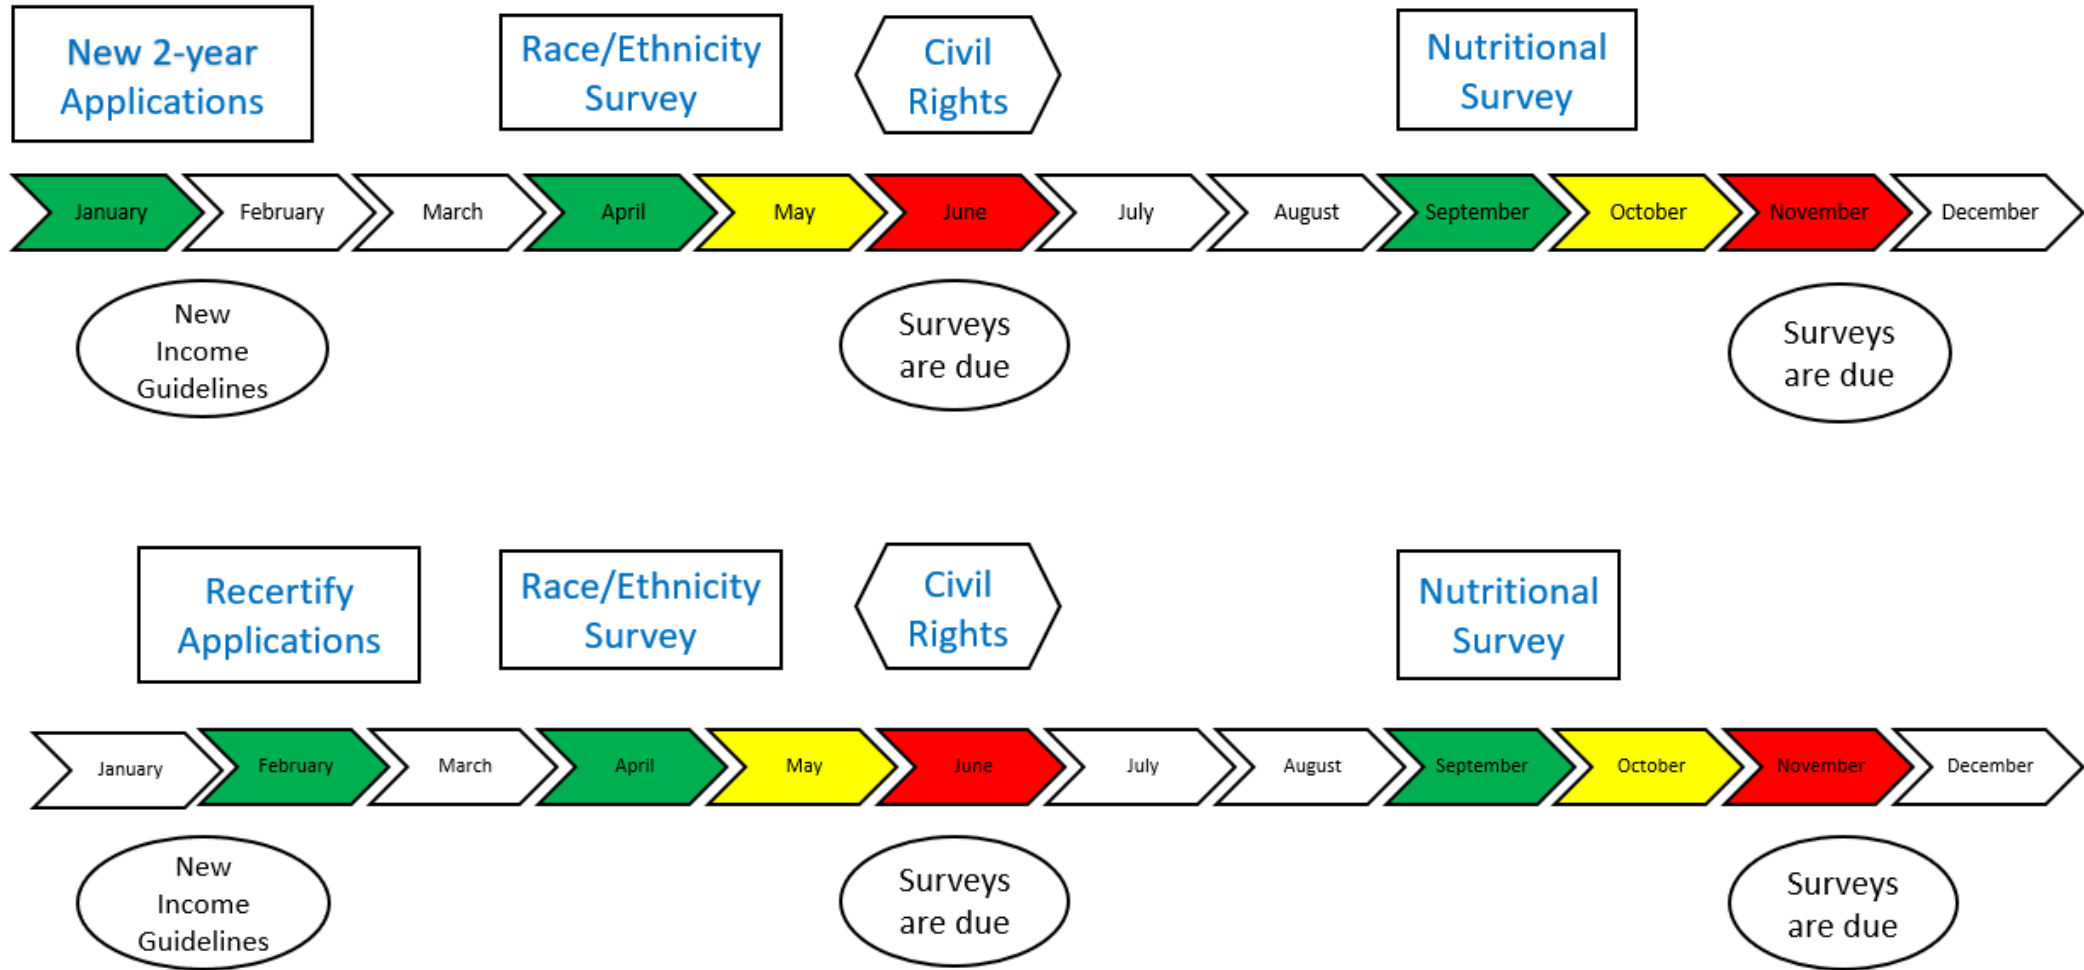 New 2-year
Applications
Race/Ethnicity
Survey
Civil
Rights
Nutritional
Survey
January
February
March
April
May
June
July
August
September
October
November
December
New
Income
Guidelines
Surveys
are due
Surveys
are due
Recertify
Applications
Race/Ethnicity
Survey
Civil
Rights
Nutritional
Survey
January
February
March
April
May
June
July
August
September
October
November
December
New
Income
Guidelines
Surveys
are due
Surveys
are due